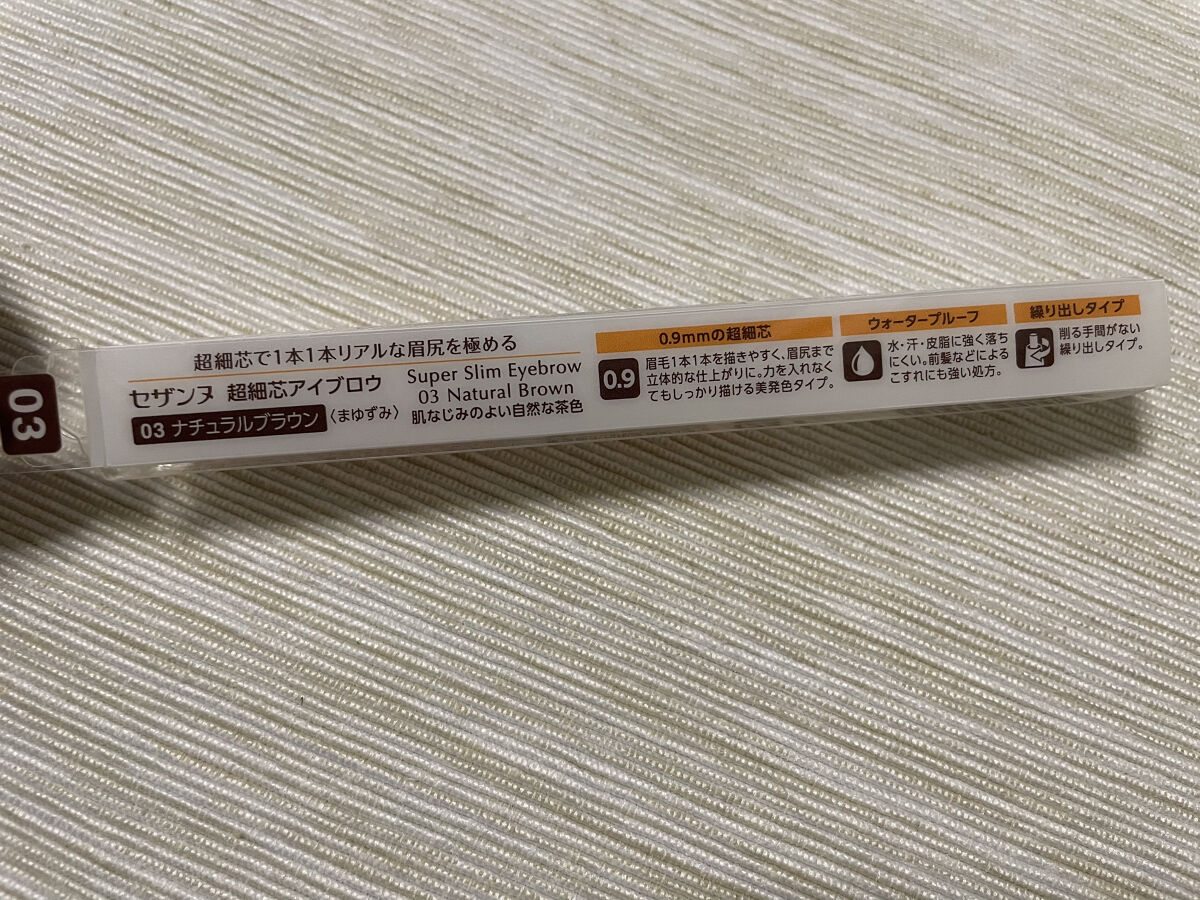 03
超細芯で1本1本リアルな眉尻を極める
セザンヌ 超細芯アイブロウ
03 ナチュラルブラウン 〈まゆずみ〉
Super Slim Eyebrow
03 Natural Brown
肌なじみのよい自然な茶色
0.9mmの超細芯
0.9
眉毛1本1本を描きやすく、眉尻まで
立体的な仕上がりに。力を入れなく
てもしっかり描ける美発色タイプ。
ウォータープルーフ
水・汗・皮脂に強く落ち
にくい。前髪などによる
こすれにも強い処方。
繰り出しタイプ
削る手間がない
繰り出しタイプ。